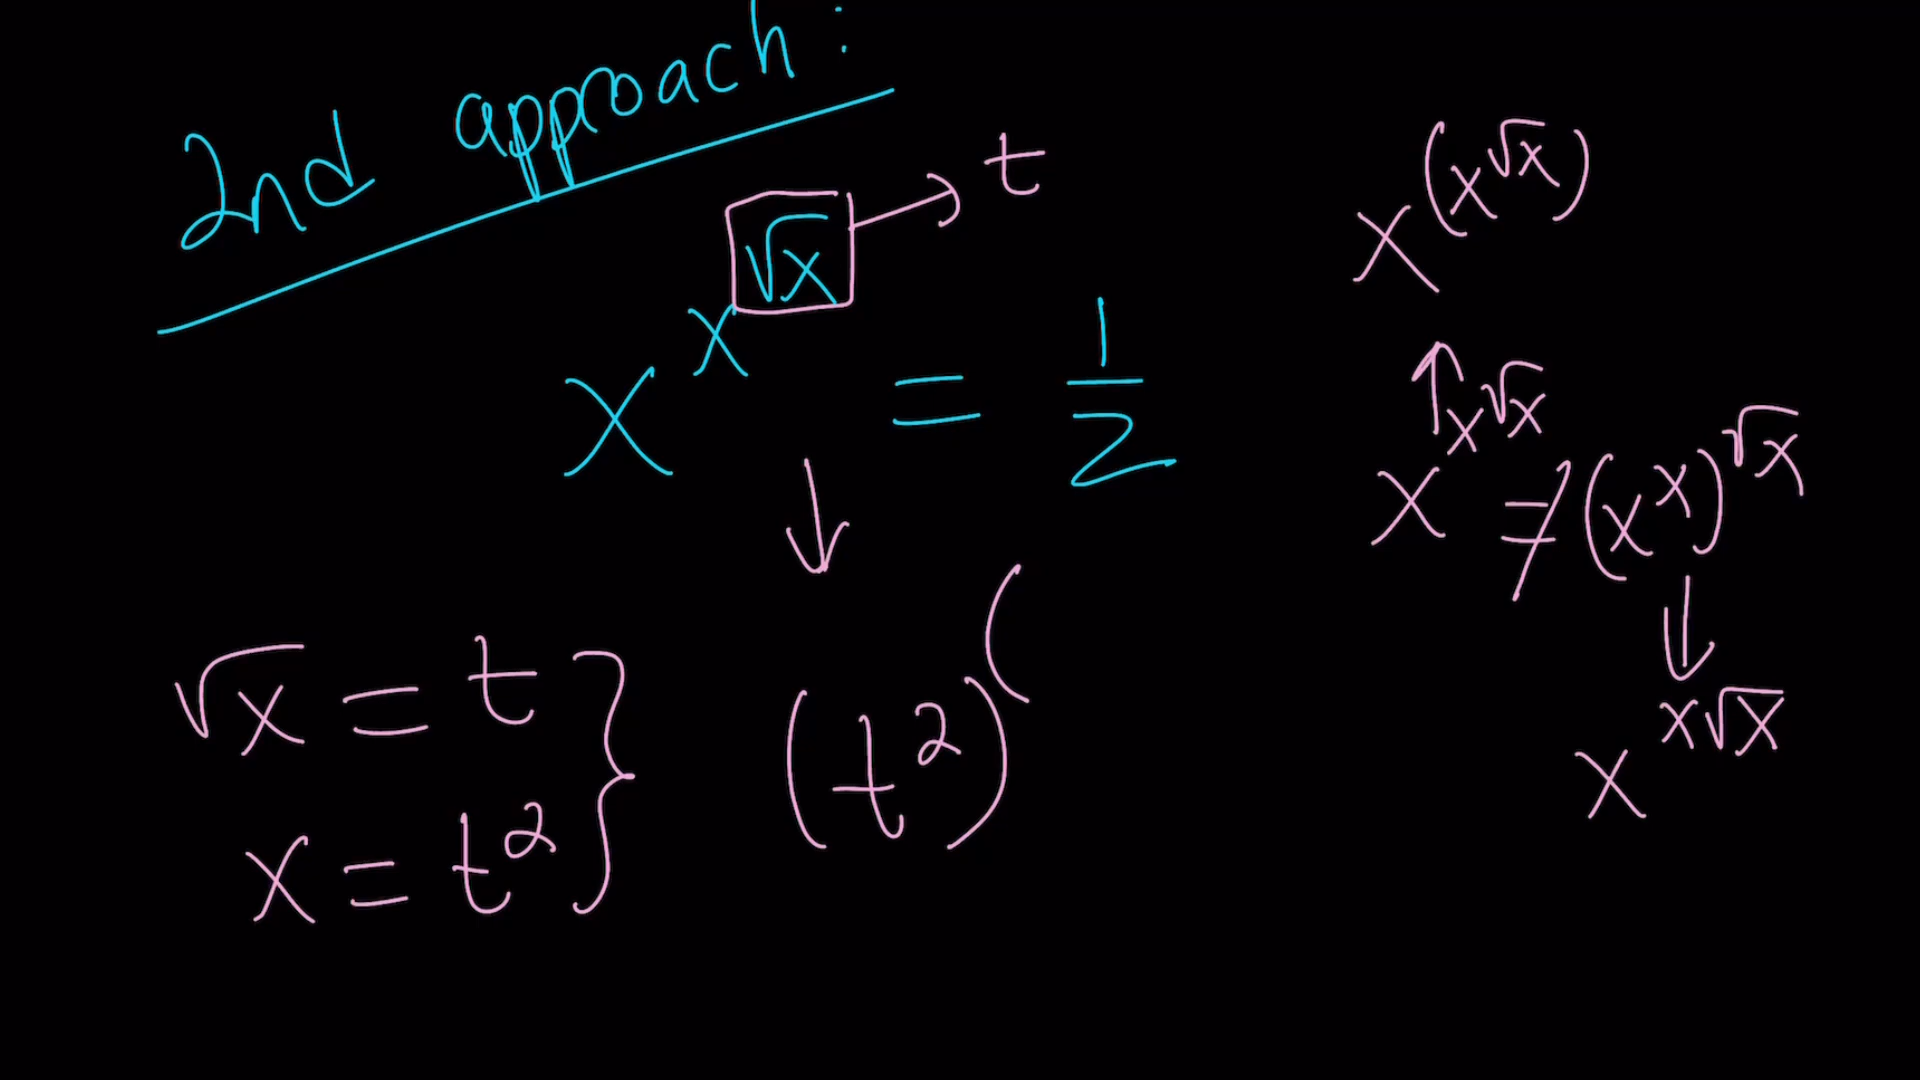 2nd approach:
x^x^√x = 1/2
√x → t
√x = t
x = t²
(t²)^(
x^(x^√x)
↑
x^x^√x ≠ (x^x)^√x
↓
x^x√x